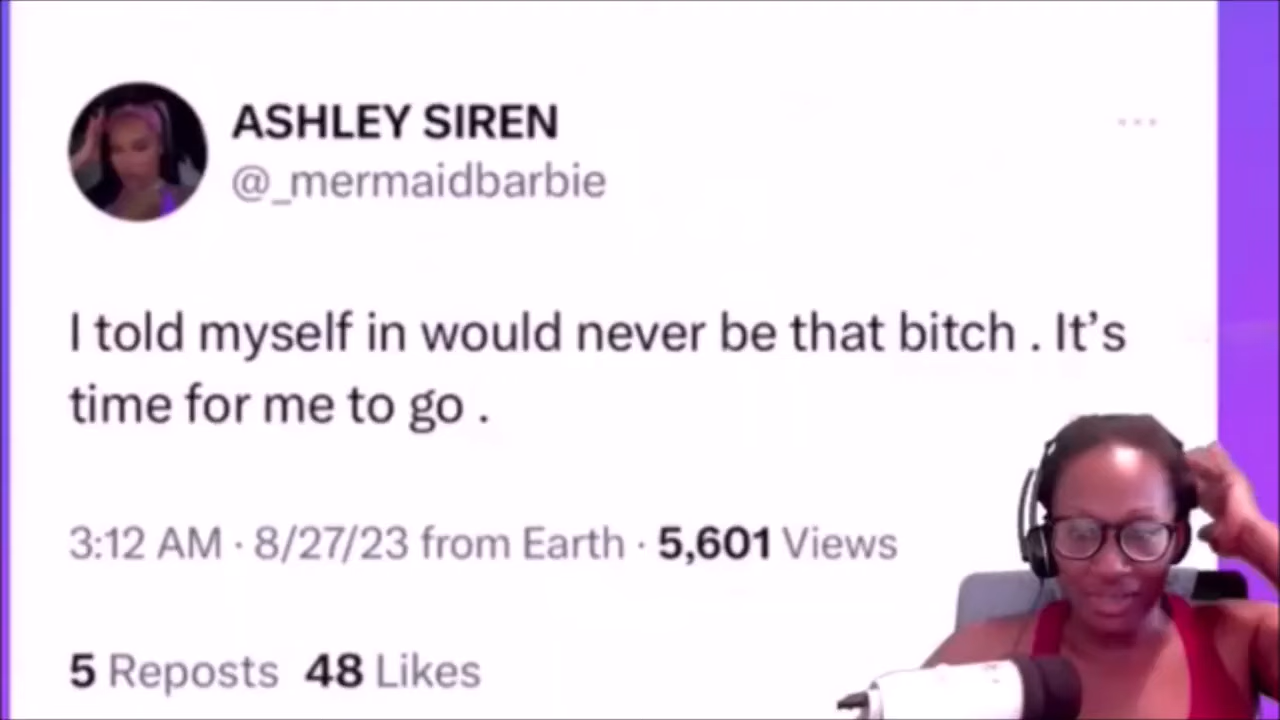 ASHLEY SIREN
@_mermaidbarbie
I told myself in would never be that bitch . It’s
time for me to go .
3:12 AM · 8/27/23 from Earth · 5,601 Views
5 Reposts 48 Likes